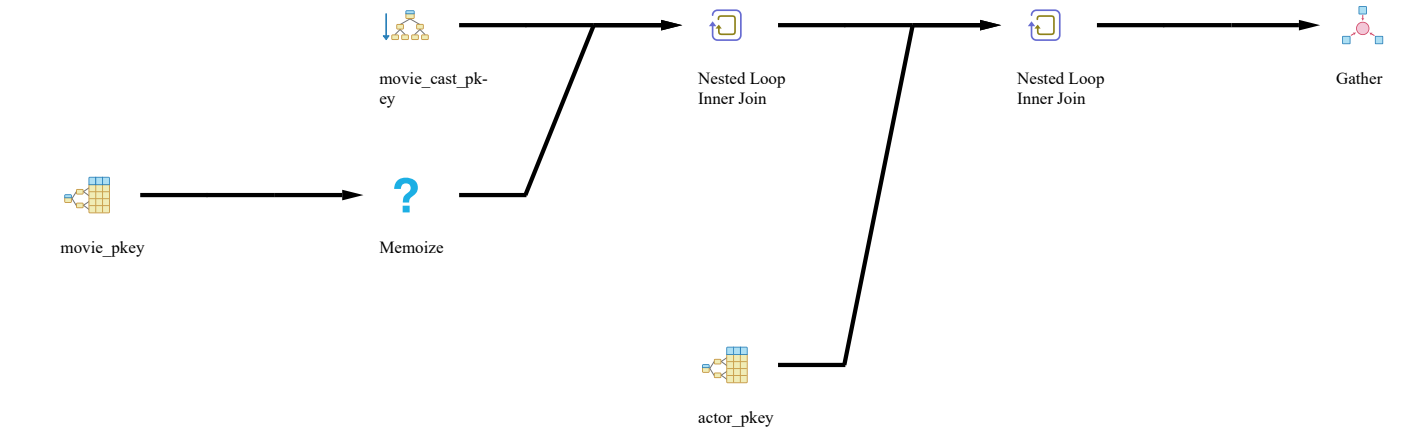 movie_cast_pk-
ey
Nested Loop
Inner Join
Nested Loop
Inner Join
Gather
?
movie_pkey
Memoize
actor_pkey